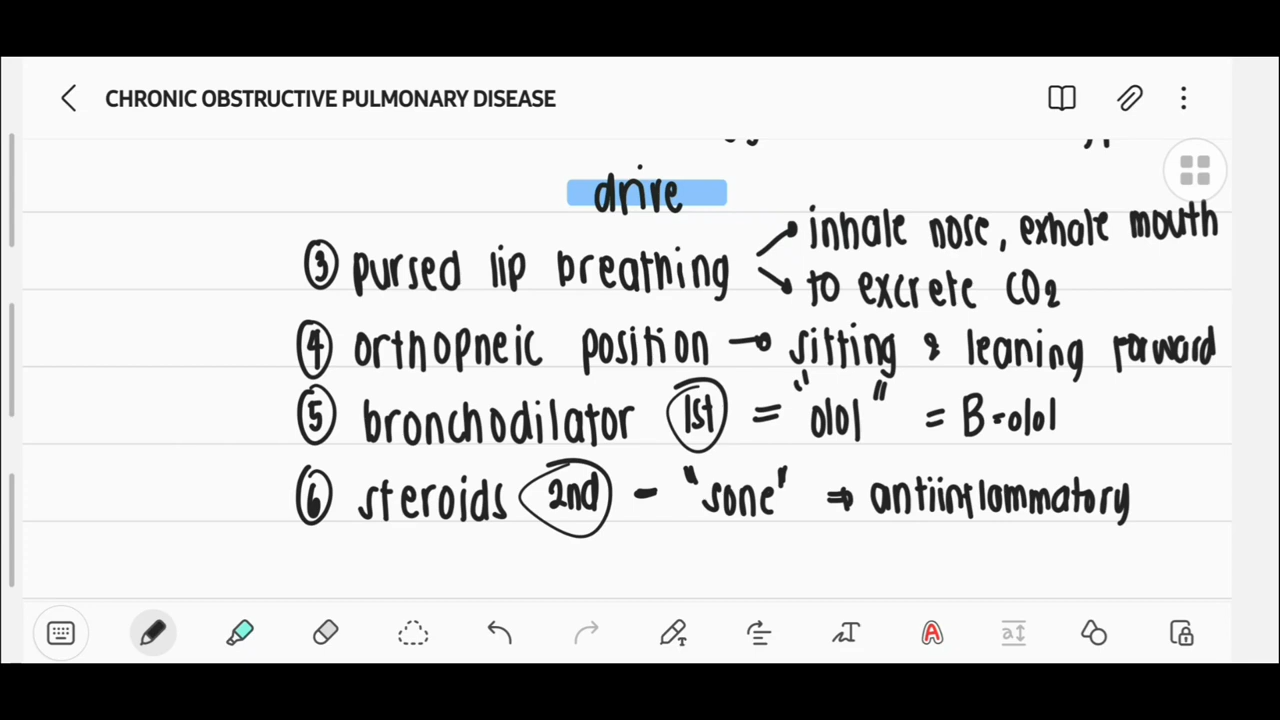 CHRONIC OBSTRUCTIVE PULMONARY DISEASE
drive
③ pursed lip breathing inhale nose, exhale mouth
to excrete CO₂
④ orthopneic position → sitting & leaning forward
⑤ bronchodilator 1st = "olol" = B-olol
⑥ steroids 2nd - "sone" ⇒ antiinflammatory